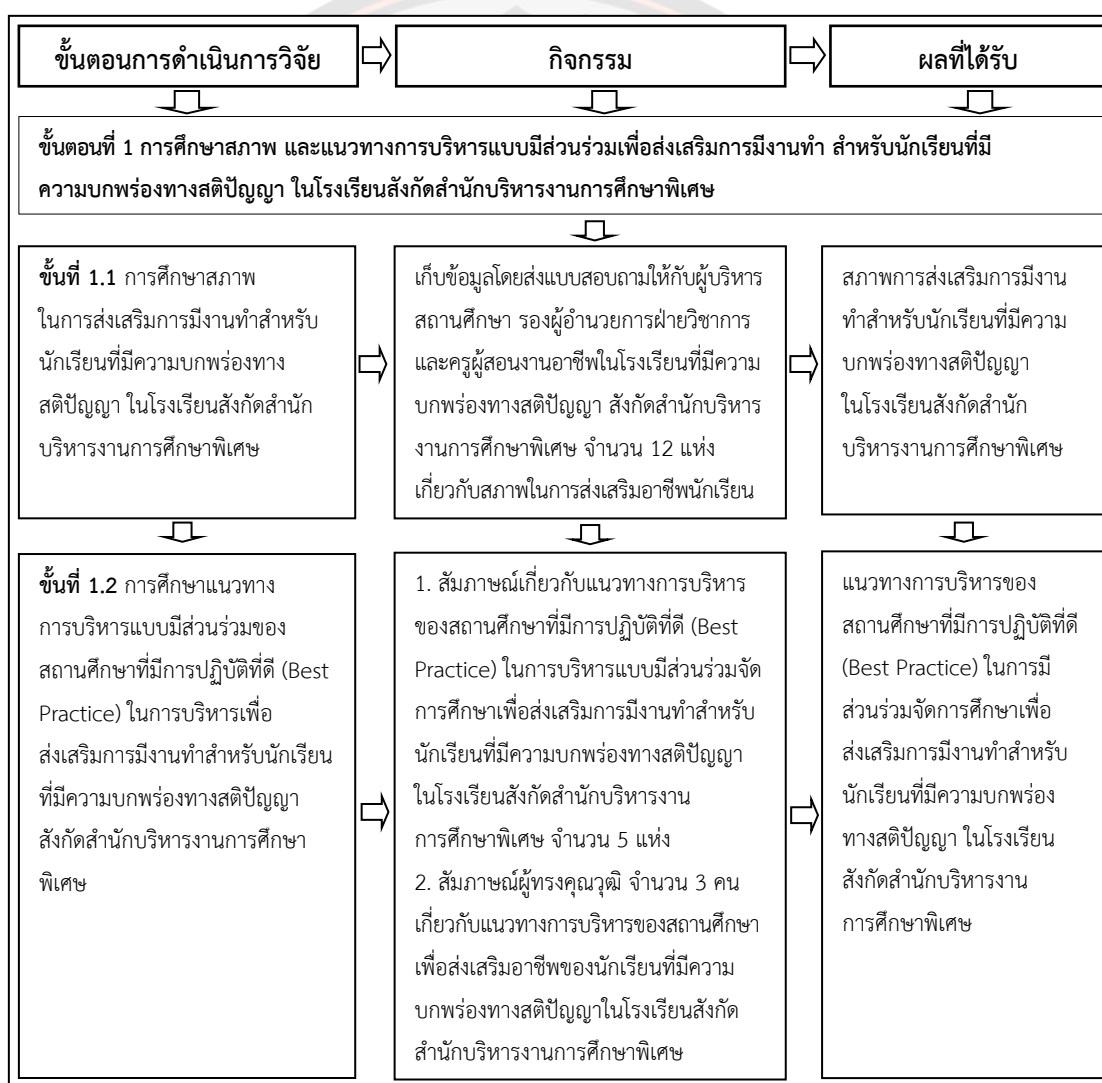 ขั้นตอนการดำเนินการวิจัย
กิจกรรม
ผลที่ได้รับ
ขั้นตอนที่ 1 การศึกษาสภาพ และแนวทางการบริหารแบบมีส่วนร่วมเพื่อส่งเสริมการมีงานทำ สำหรับนักเรียนที่มี
ความบกพร่องทางสติปัญญา ในโรงเรียนสังกัดสำนักบริหารงานการศึกษาพิเศษ
ขั้นที่ 1.1 การศึกษาสภาพ
ในการส่งเสริมการมีงานทำสำหรับ
นักเรียนที่มีความบกพร่องทาง
สติปัญญา ในโรงเรียนสังกัดสำนัก
บริหารงานการศึกษาพิเศษ
เก็บข้อมูลโดยส่งแบบสอบถามให้กับผู้บริหาร
สถานศึกษา รองผู้อำนวยการฝ่ายวิชาการ
และครูผู้สอนงานอาชีพในโรงเรียนที่มีความ
บกพร่องทางสติปัญญา สังกัดสำนักบริหาร
งานการศึกษาพิเศษ จำนวน 12 แห่ง
เกี่ยวกับสภาพในการส่งเสริมอาชีพนักเรียน
สภาพการส่งเสริมการมีงาน
ทำสำหรับนักเรียนที่มีความ
บกพร่องทางสติปัญญา
ในโรงเรียนสังกัดสำนัก
บริหารงานการศึกษาพิเศษ
ขั้นที่ 1.2 การศึกษาแนวทาง
การบริหารแบบมีส่วนร่วมของ
สถานศึกษาที่มีการปฏิบัติที่ดี (Best
Practice) ในการบริหารเพื่อ
ส่งเสริมการมีงานทำสำหรับนักเรียน
ที่มีความบกพร่องทางสติปัญญา
สังกัดสำนักบริหารงานการศึกษา
พิเศษ
1. สัมภาษณ์เกี่ยวกับแนวทางการบริหาร
ของสถานศึกษาที่มีการปฏิบัติที่ดี (Best
Practice) ในการบริหารแบบมีส่วนร่วมจัด
การศึกษาเพื่อส่งเสริมการมีงานทำสำหรับ
นักเรียนที่มีความบกพร่องทางสติปัญญา
ในโรงเรียนสังกัดสำนักบริหารงาน
การศึกษาพิเศษ จำนวน 5 แห่ง
2. สัมภาษณ์ผู้ทรงคุณวุฒิ จำนวน 3 คน
เกี่ยวกับแนวทางการบริหารของสถานศึกษา
เพื่อส่งเสริมอาชีพของนักเรียนที่มีความ
บกพร่องทางสติปัญญาในโรงเรียนสังกัด
สำนักบริหารงานการศึกษาพิเศษ
แนวทางการบริหารของ
สถานศึกษาที่มีการปฏิบัติที่ดี
(Best Practice) ในการมี
ส่วนร่วมจัดการศึกษาเพื่อ
ส่งเสริมการมีงานทำสำหรับ
นักเรียนที่มีความบกพร่อง
ทางสติปัญญา ในโรงเรียน
สังกัดสำนักบริหารงาน
การศึกษาพิเศษ